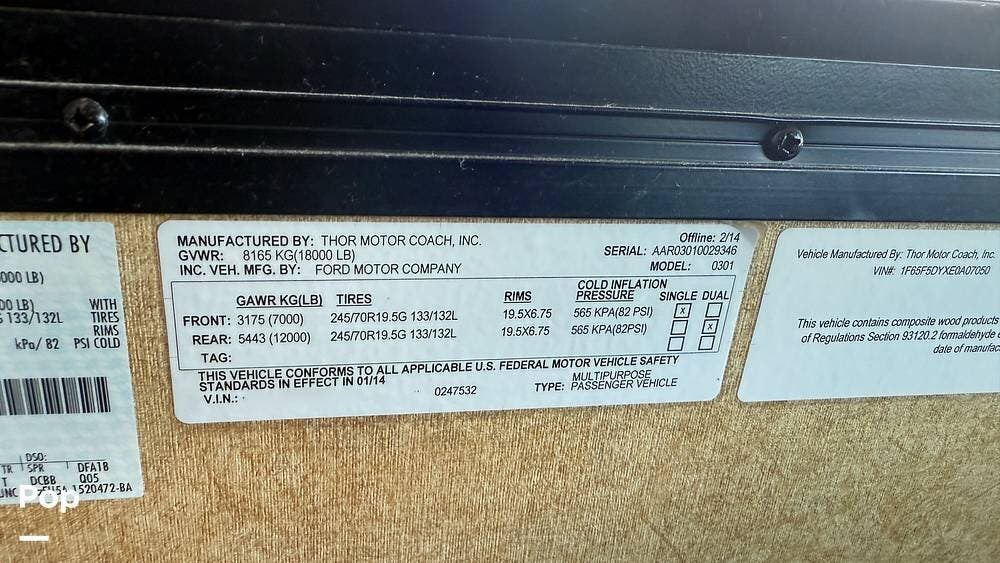 CTURED BY
000 LB)
00 LB) WITH
G 133/132L TIRES
RIMS
kPa/ 82 PSI COLD
DSO:
TR SPR DFA1B
T DCBB Q05
1520472-BA
Pop
MANUFACTURED BY: THOR MOTOR COACH, INC. Offline: 2/14
GVWR: 8165 KG(18000 LB) SERIAL: AAR03010029346
INC. VEH. MFG. BY: FORD MOTOR COMPANY MODEL: 0301
COLD INFLATION
GAWR KG(LB) TIRES RIMS PRESSURE SINGLE DUAL
FRONT: 3175 (7000) 245/70R19.5G 133/132L 19.5X6.75 565 KPA(82 PSI) X
REAR: 5443 (12000) 245/70R19.5G 133/132L 19.5X6.75 565 KPA(82PSI) X
TAG:
THIS VEHICLE CONFORMS TO ALL APPLICABLE U.S. FEDERAL MOTOR VEHICLE SAFETY
STANDARDS IN EFFECT IN 01/14 MULTIPURPOSE
V.I.N.: 0247532 TYPE: PASSENGER VEHICLE
Vehicle Manufactured By: Thor Motor Coach, Inc.
VIN#: 1F65F5DYXE0A07050
This vehicle contains composite wood products
of Regulations Section 93120.2 formaldehyde
date of manufac